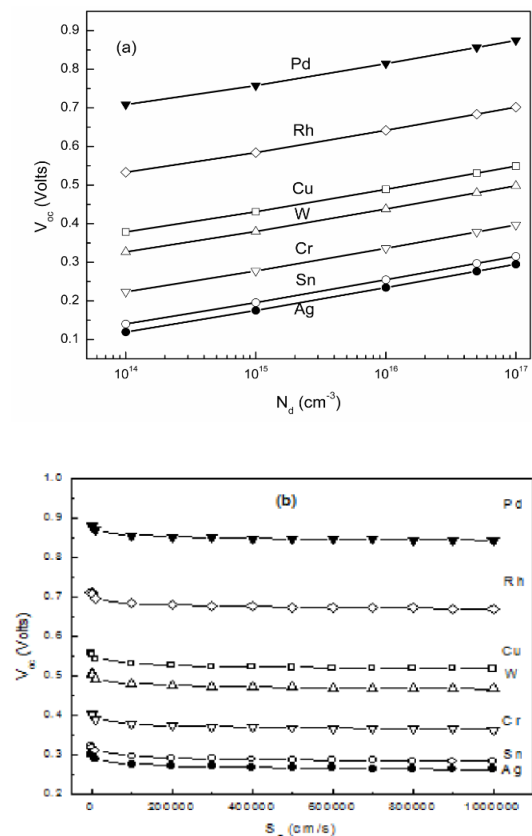 (a)
0.9
0.8
0.7
0.6
0.5
0.4
0.3
0.2
0.1
V_oc (Volts)
Pd
Rh
Cu
W
Cr
Sn
Ag
10^14 10^15 10^16 10^17
N_d (cm^-3)
(b)
1.0
0.9
0.8
0.7
0.6
0.5
0.4
0.3
0.2
V_oc (Volts)
Pd
Rh
Cu
W
Cr
Sn
Ag
0 200000 400000 600000 800000 1000000
(cm/s)